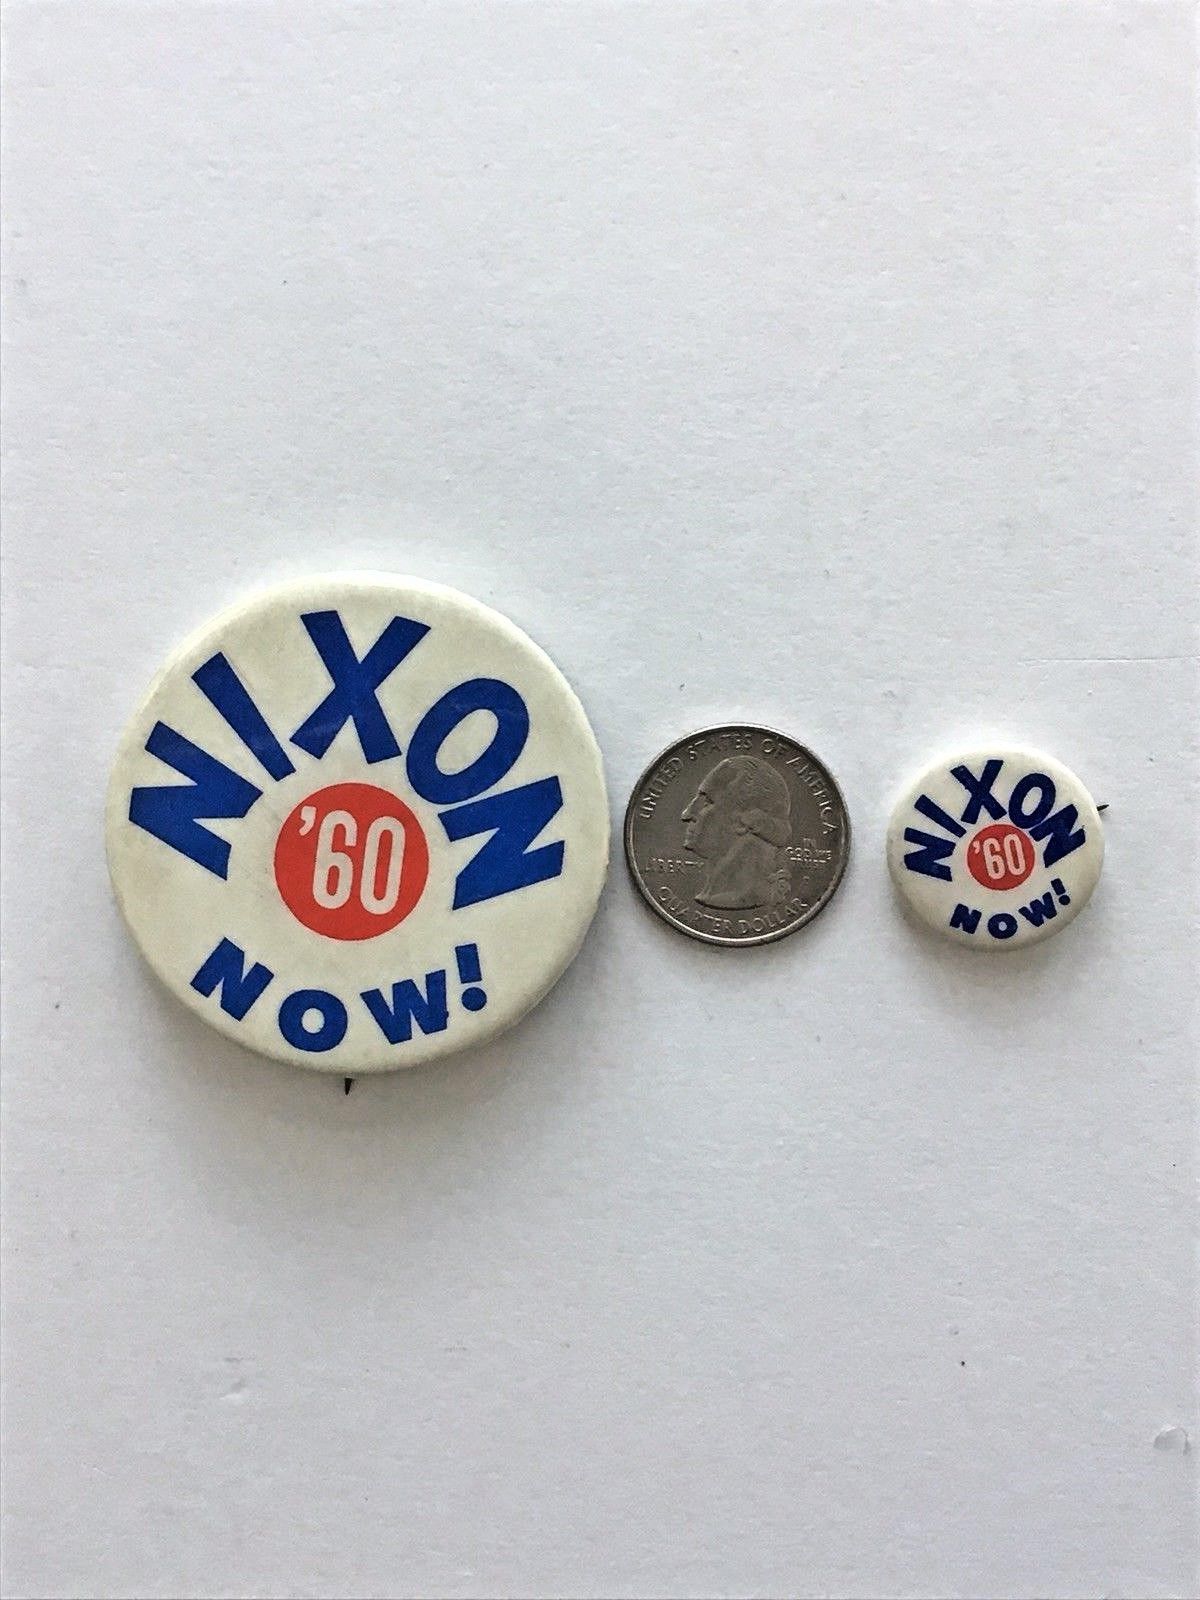 NIXON
'60
NOW!
UNITED STATES OF AMERICA
LIBERTY
IN
GOD WE
TRUST
QUARTER DOLLAR
NIXON
'60
NOW!